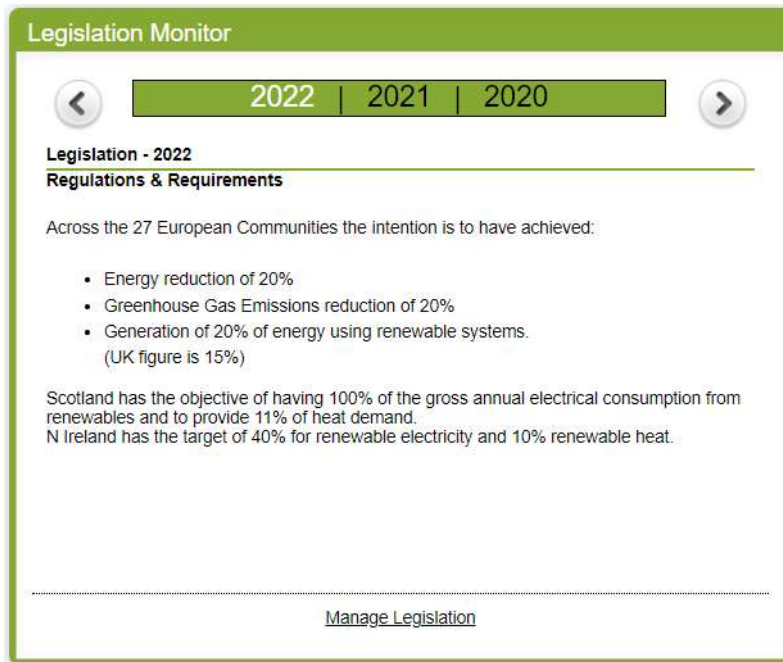 Legislation Monitor
2022 | 2021 | 2020
Legislation - 2022
Regulations & Requirements
Across the 27 European Communities the intention is to have achieved:
• Energy reduction of 20%
• Greenhouse Gas Emissions reduction of 20%
• Generation of 20% of energy using renewable systems.
(UK figure is 15%)
Scotland has the objective of having 100% of the gross annual electrical consumption from
renewables and to provide 11% of heat demand.
N Ireland has the target of 40% for renewable electricity and 10% renewable heat.
Manage Legislation